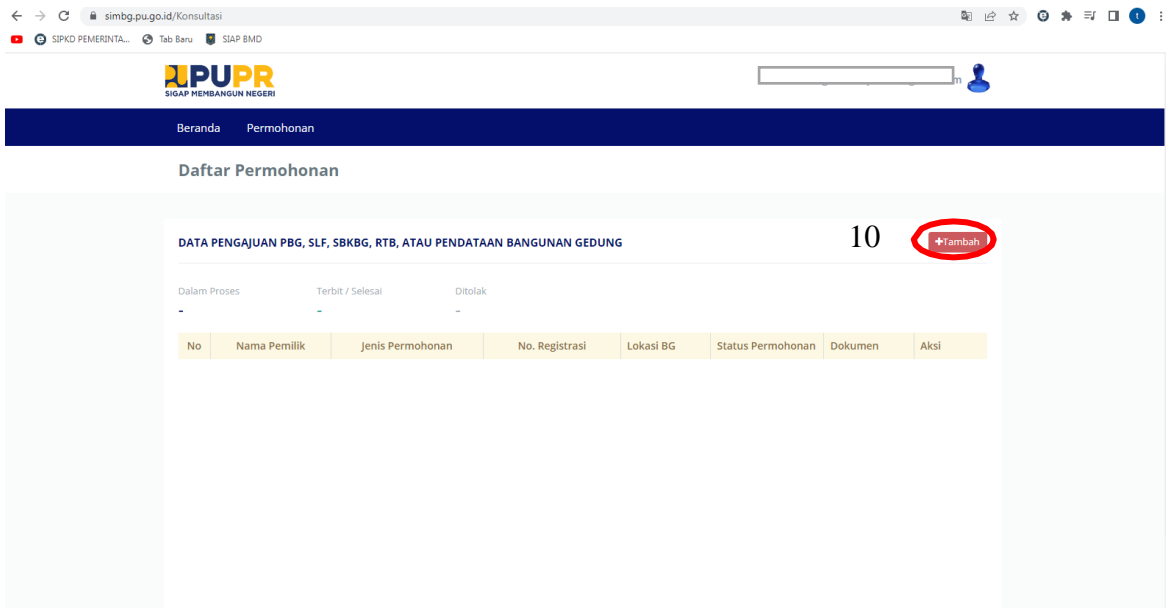 simbg.pu.go.id/Konsultasi
t
SIPKD PEMERINTA... Tab Baru SIAP BMD
PUPR
SIGAP MEMBANGUN NEGERI
m
Beranda Permohonan
Daftar Permohonan
DATA PENGAJUAN PBG, SLF, SBKBG, RTB, ATAU PENDATAAN BANGUNAN GEDUNG 10 +Tambah
Dalam Proses Terbit / Selesai Ditolak
- - -
No Nama Pemilik Jenis Permohonan No. Registrasi Lokasi BG Status Permohonan Dokumen Aksi